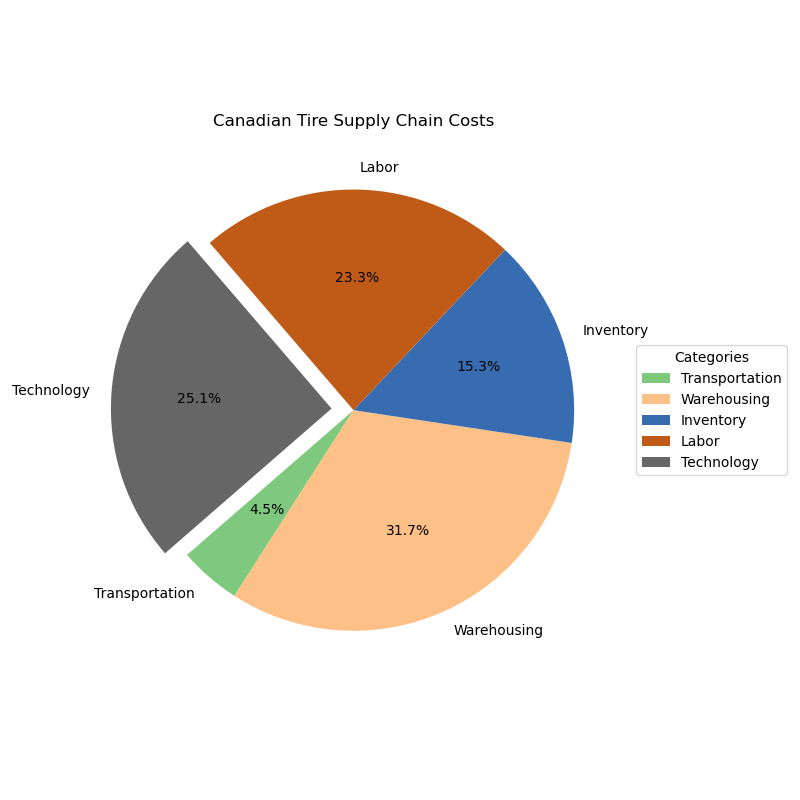 Canadian Tire Supply Chain Costs
Labor
23.3%
Inventory
15.3%
Technology
25.1%
4.5%
Transportation
31.7%
Warehousing
Categories
Transportation
Warehousing
Inventory
Labor
Technology